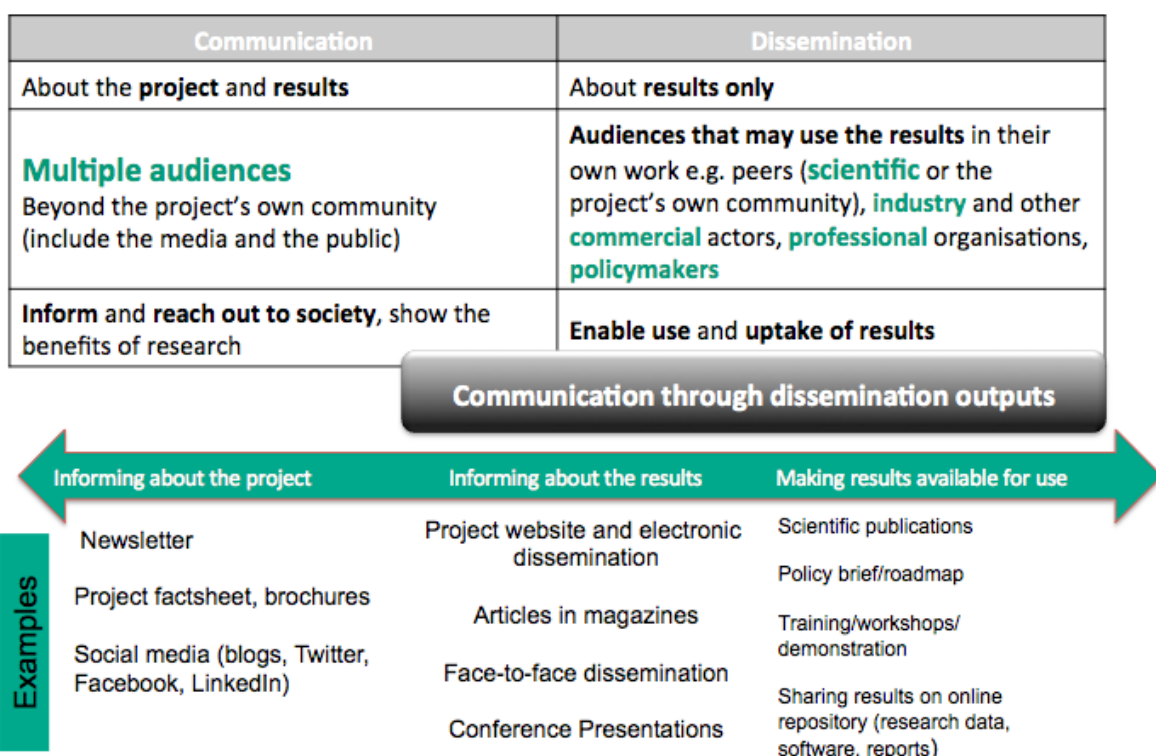 Communication
Dissemination
About the project and results
About results only
Multiple audiences
Beyond the project's own community
(include the media and the public)
Audiences that may use the results in their
own work e.g. peers (scientific or the
project's own community), industry and other
commercial actors, professional organisations,
policymakers
Inform and reach out to society, show the
benefits of research
Enable use and uptake of results
Communication through dissemination outputs
Informing about the project
Informing about the results
Making results available for use
Examples
Newsletter
Project factsheet, brochures
Social media (blogs, Twitter,
Facebook, LinkedIn)
Project website and electronic
dissemination
Articles in magazines
Face-to-face dissemination
Conference Presentations
Scientific publications
Policy brief/roadmap
Training/workshops/
demonstration
Sharing results on online
repository (research data,
software, reports)